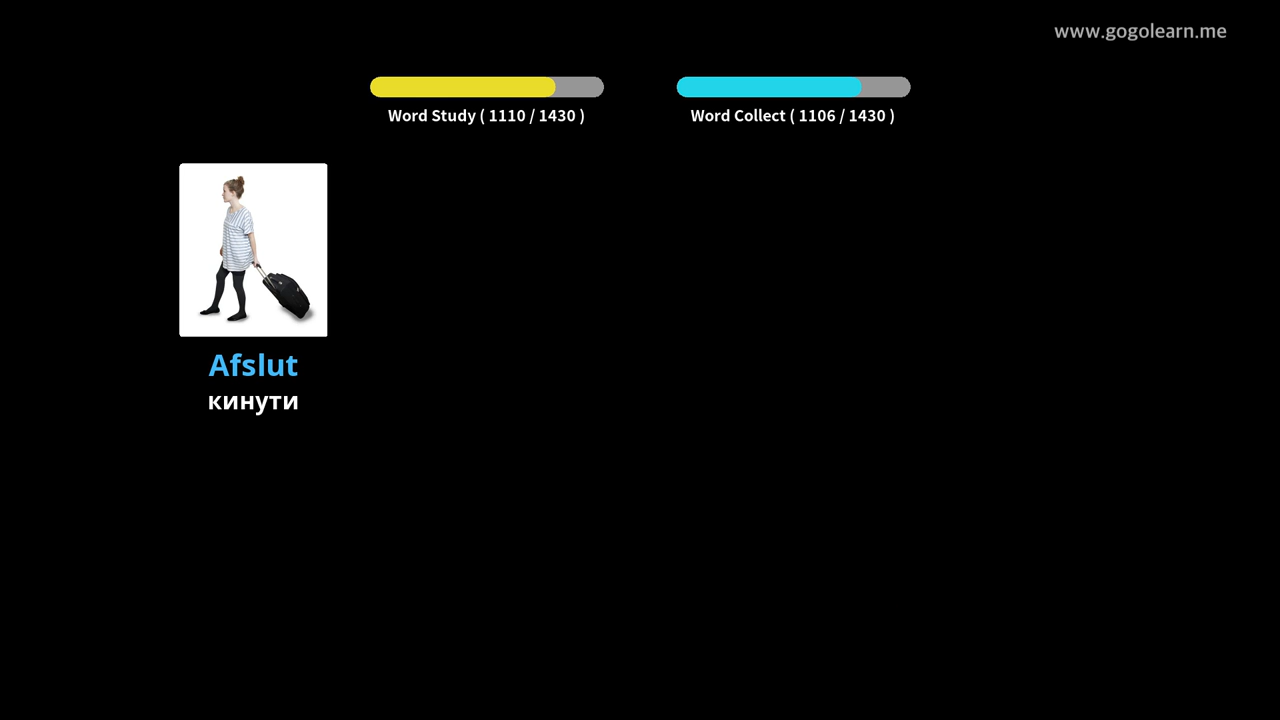 www.gogolearn.me
Word Study ( 1110 / 1430 )
Word Collect ( 1106 / 1430 )
Afslut
кинути